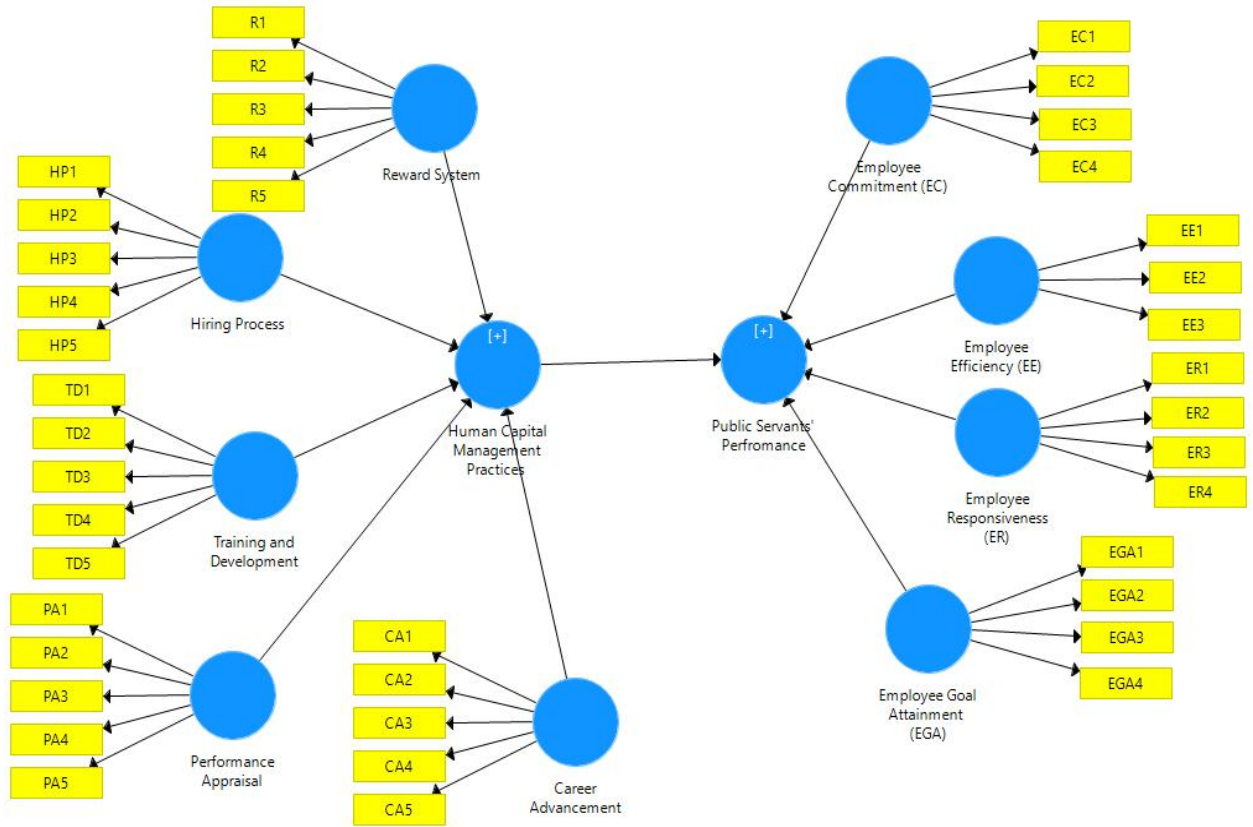 R1
R2
R3
R4
R5
Reward System
HP1
HP2
HP3
HP4
HP5
Hiring Process
TD1
TD2
TD3
TD4
TD5
Training and
Development
PA1
PA2
PA3
PA4
PA5
Performance
Appraisal
CA1
CA2
CA3
CA4
CA5
Career
Advancement
[+]
Human Capital
Management
Practices
[+]
Public Servants'
Perfromance
EC1
EC2
EC3
EC4
Employee
Commitment (EC)
EE1
EE2
EE3
Employee
Efficiency (EE)
ER1
ER2
ER3
ER4
Employee
Responsiveness
(ER)
EGA1
EGA2
EGA3
EGA4
Employee Goal
Attainment
(EGA)